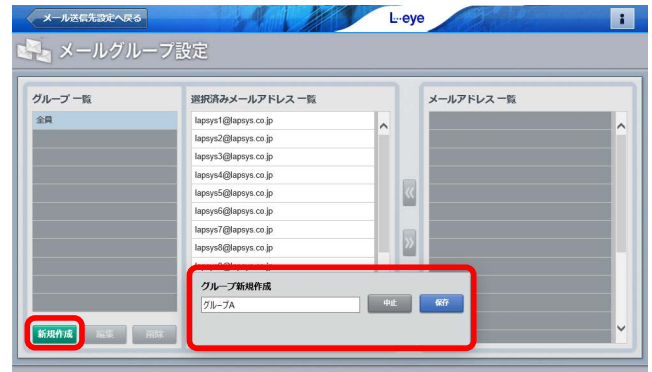 メール送信先設定へ戻る
L-eye
i
メールグループ設定
グループ 一覧
選択済みメールアドレス 一覧
メールアドレス 一覧
全員
lapsys1@lapsys.co.jp
lapsys2@lapsys.co.jp
lapsys3@lapsys.co.jp
lapsys4@lapsys.co.jp
lapsys5@lapsys.co.jp
lapsys6@lapsys.co.jp
lapsys7@lapsys.co.jp
lapsys8@lapsys.co.jp
グループ新規作成
グループA
中止
保存
新規作成
編集
削除